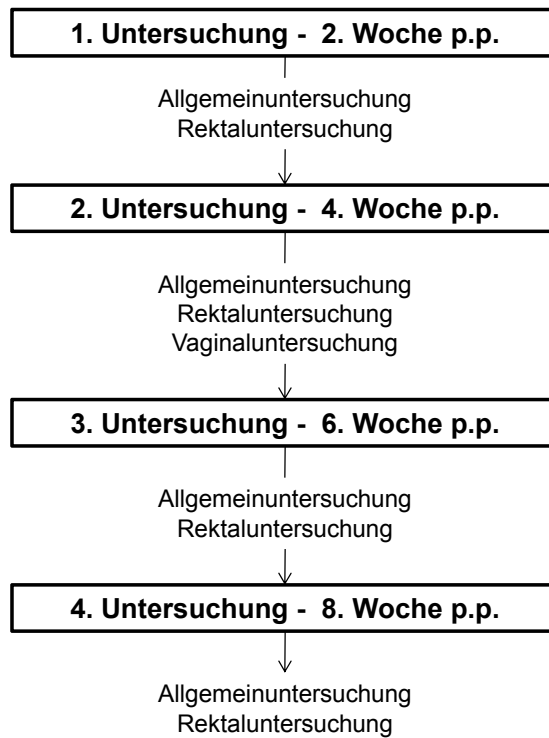 1. Untersuchung - 2. Woche p.p.
Allgemeinuntersuchung
Rektaluntersuchung
2. Untersuchung - 4. Woche p.p.
Allgemeinuntersuchung
Rektaluntersuchung
Vaginaluntersuchung
3. Untersuchung - 6. Woche p.p.
Allgemeinuntersuchung
Rektaluntersuchung
4. Untersuchung - 8. Woche p.p.
Allgemeinuntersuchung
Rektaluntersuchung